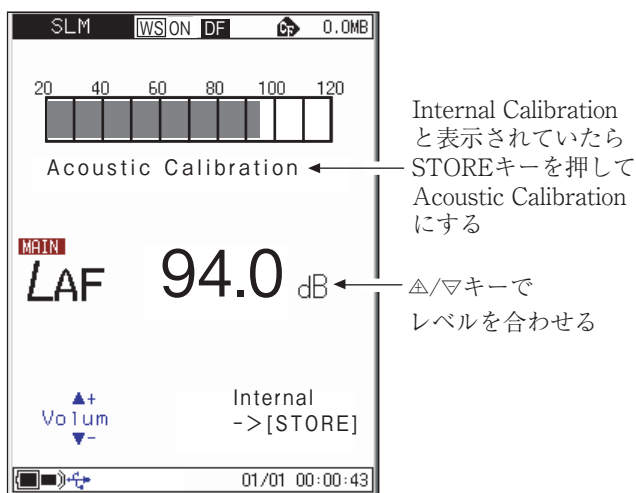 SLM WS ON DF CF 0.0MB
20 40 60 80 100 120
Acoustic Calibration
Internal Calibration
と表示されていたら
STOREキーを押して
Acoustic Calibration
にする
MAIN
LAF 94.0 dB
△/▽キーで
レベルを合わせる
▲+
Volum
▼-
Internal
->[STORE]
01/01 00:00:43